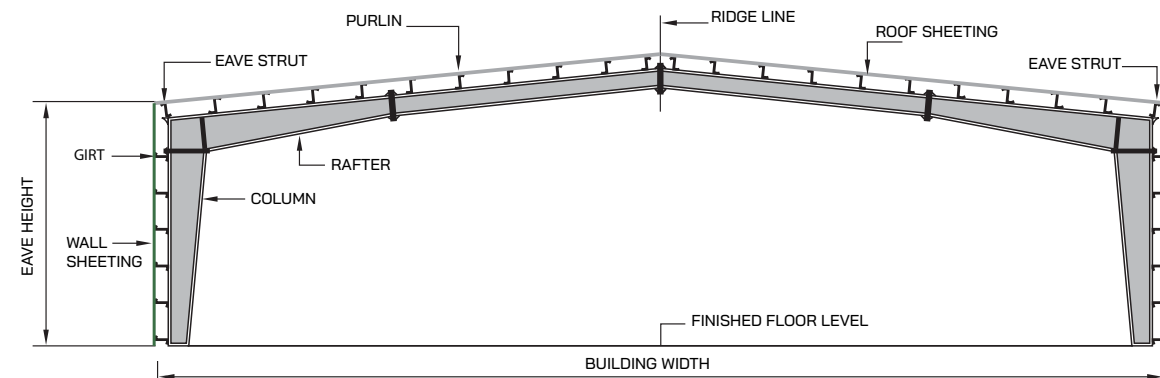 RIDGE LINE
PURLIN
ROOF SHEETING
EAVE STRUT
EAVE STRUT
GIRT
RAFTER
COLUMN
EAVE HEIGHT
WALL
SHEETING
FINISHED FLOOR LEVEL
BUILDING WIDTH